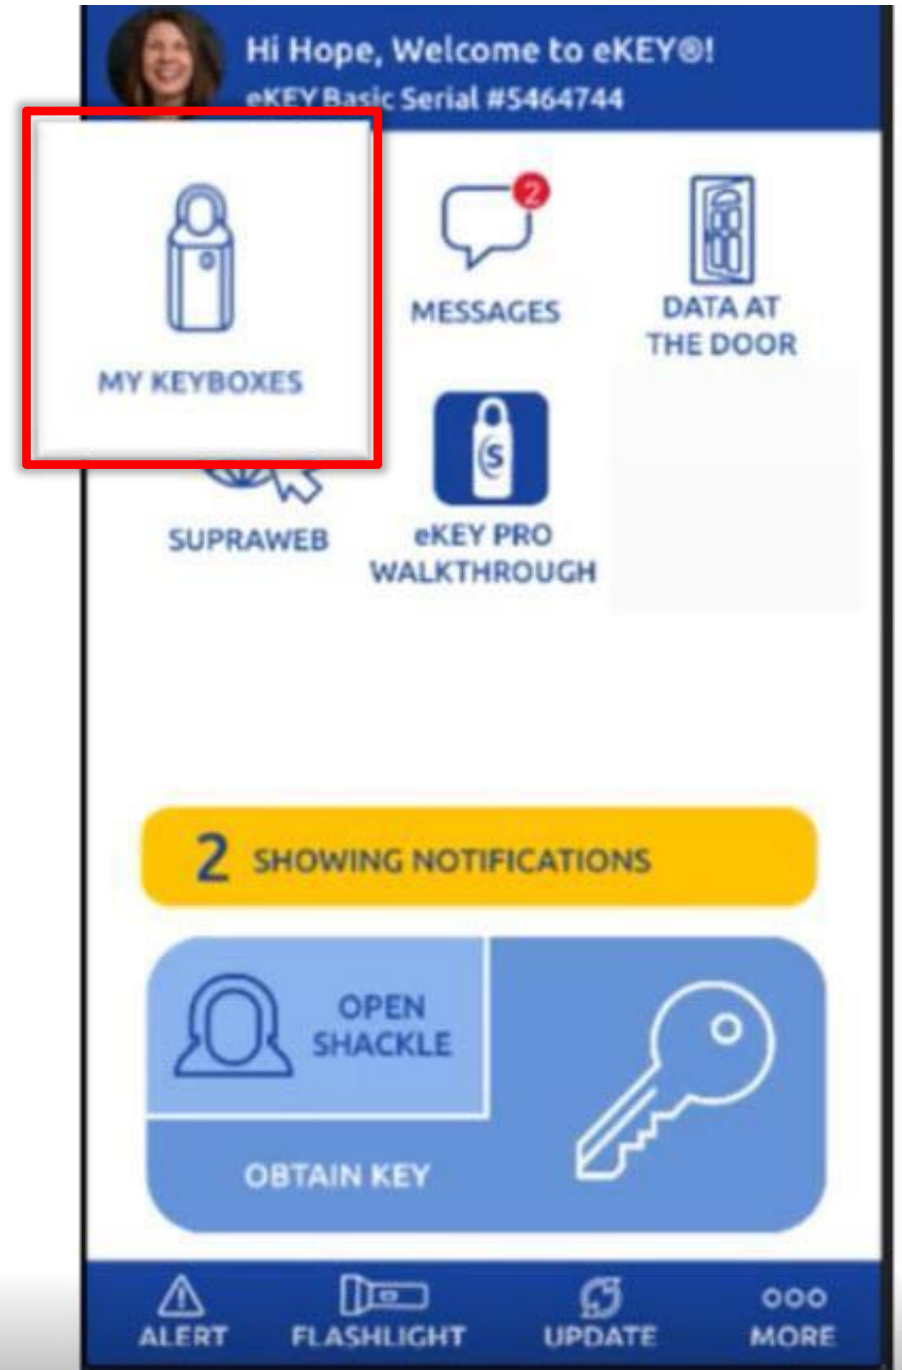 Hi Hope, Welcome to eKEY®!
eKEY Basic Serial #5464744
MY KEYBOXES
2
MESSAGES
DATA AT
THE DOOR
SUPRAWEB
S
eKEY PRO
WALKTHROUGH
2 SHOWING NOTIFICATIONS
OPEN
SHACKLE
OBTAIN KEY
ALERT
FLASHLIGHT
UPDATE
MORE